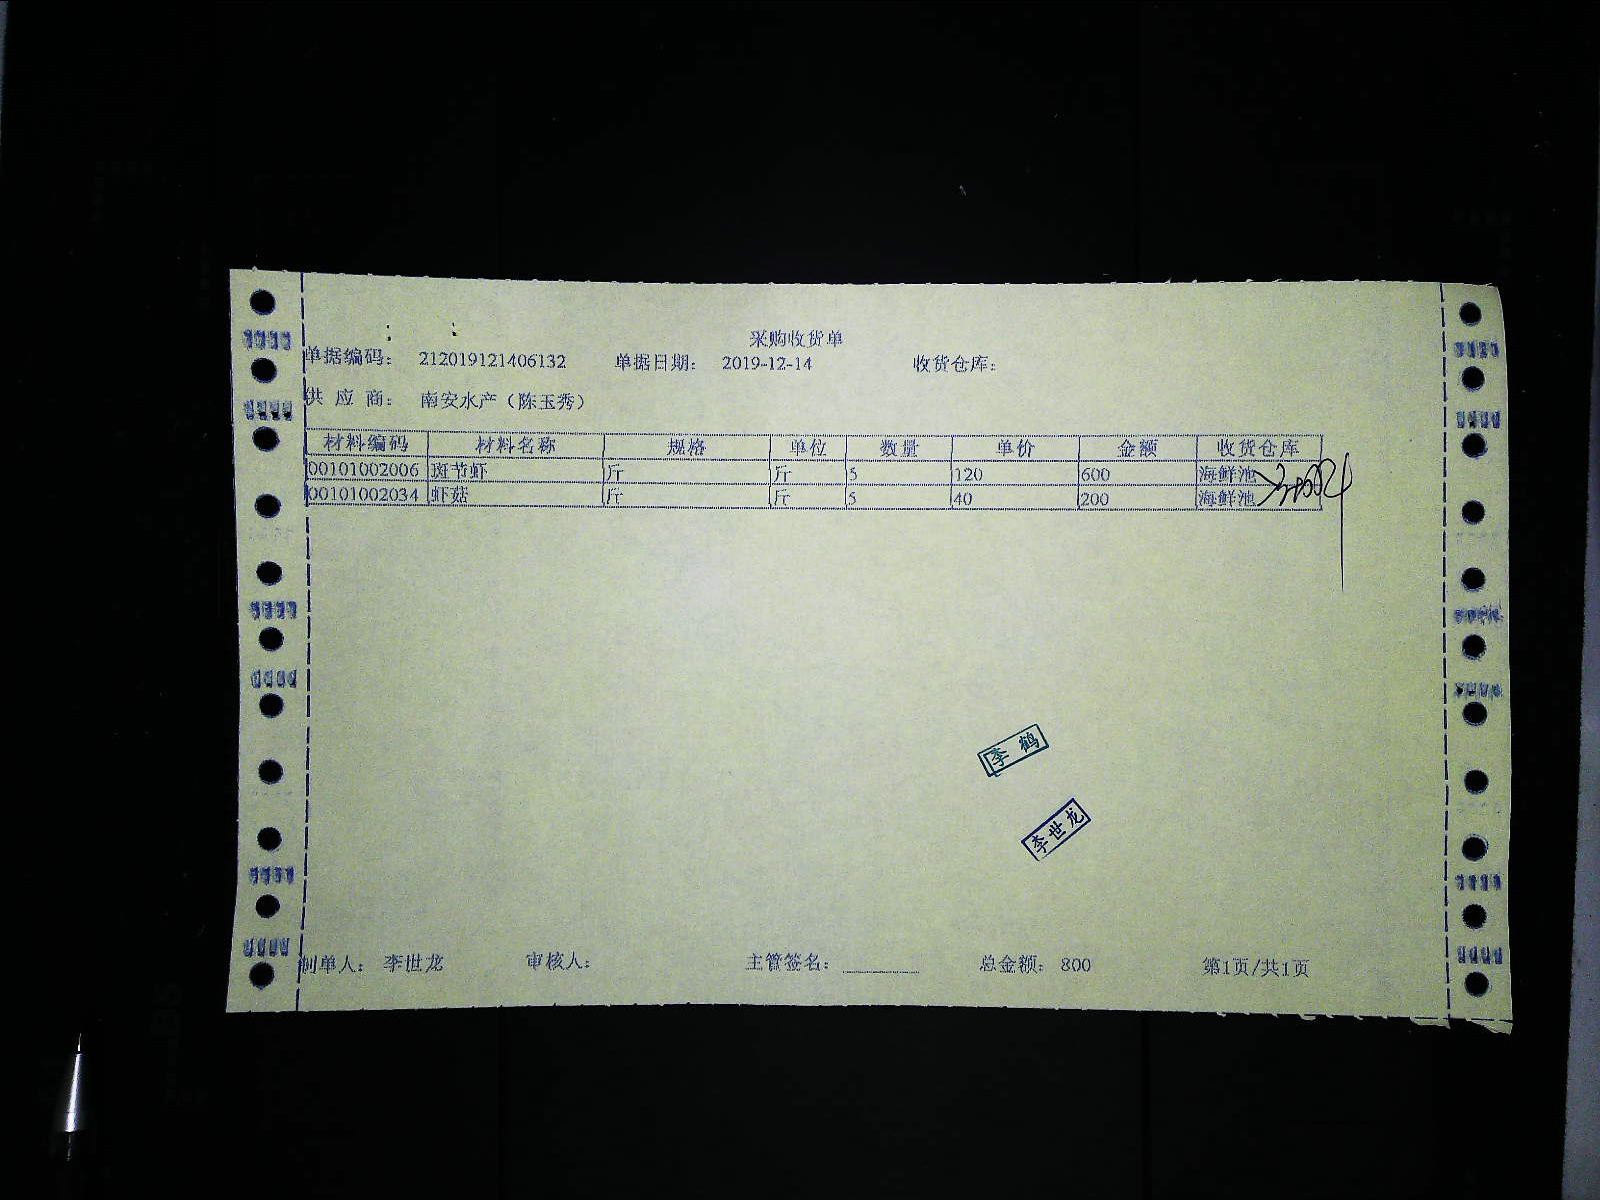 采购收货单
单据编码： 212019121406132 单据日期： 2019-12-14 收货仓库：
供 应 商： 南安水产（陈玉秀）
材料编码 材料名称 规格 单位 数量 单价 金额 收货仓库
00101002006 斑节虾 斤 斤 5 120 600 海鲜池
00101002034 虾菇 斤 斤 5 40 200 海鲜池
李鹤
李世龙
制单人： 李世龙 审核人： 主管签名： 总金额： 800 第1页/共1页